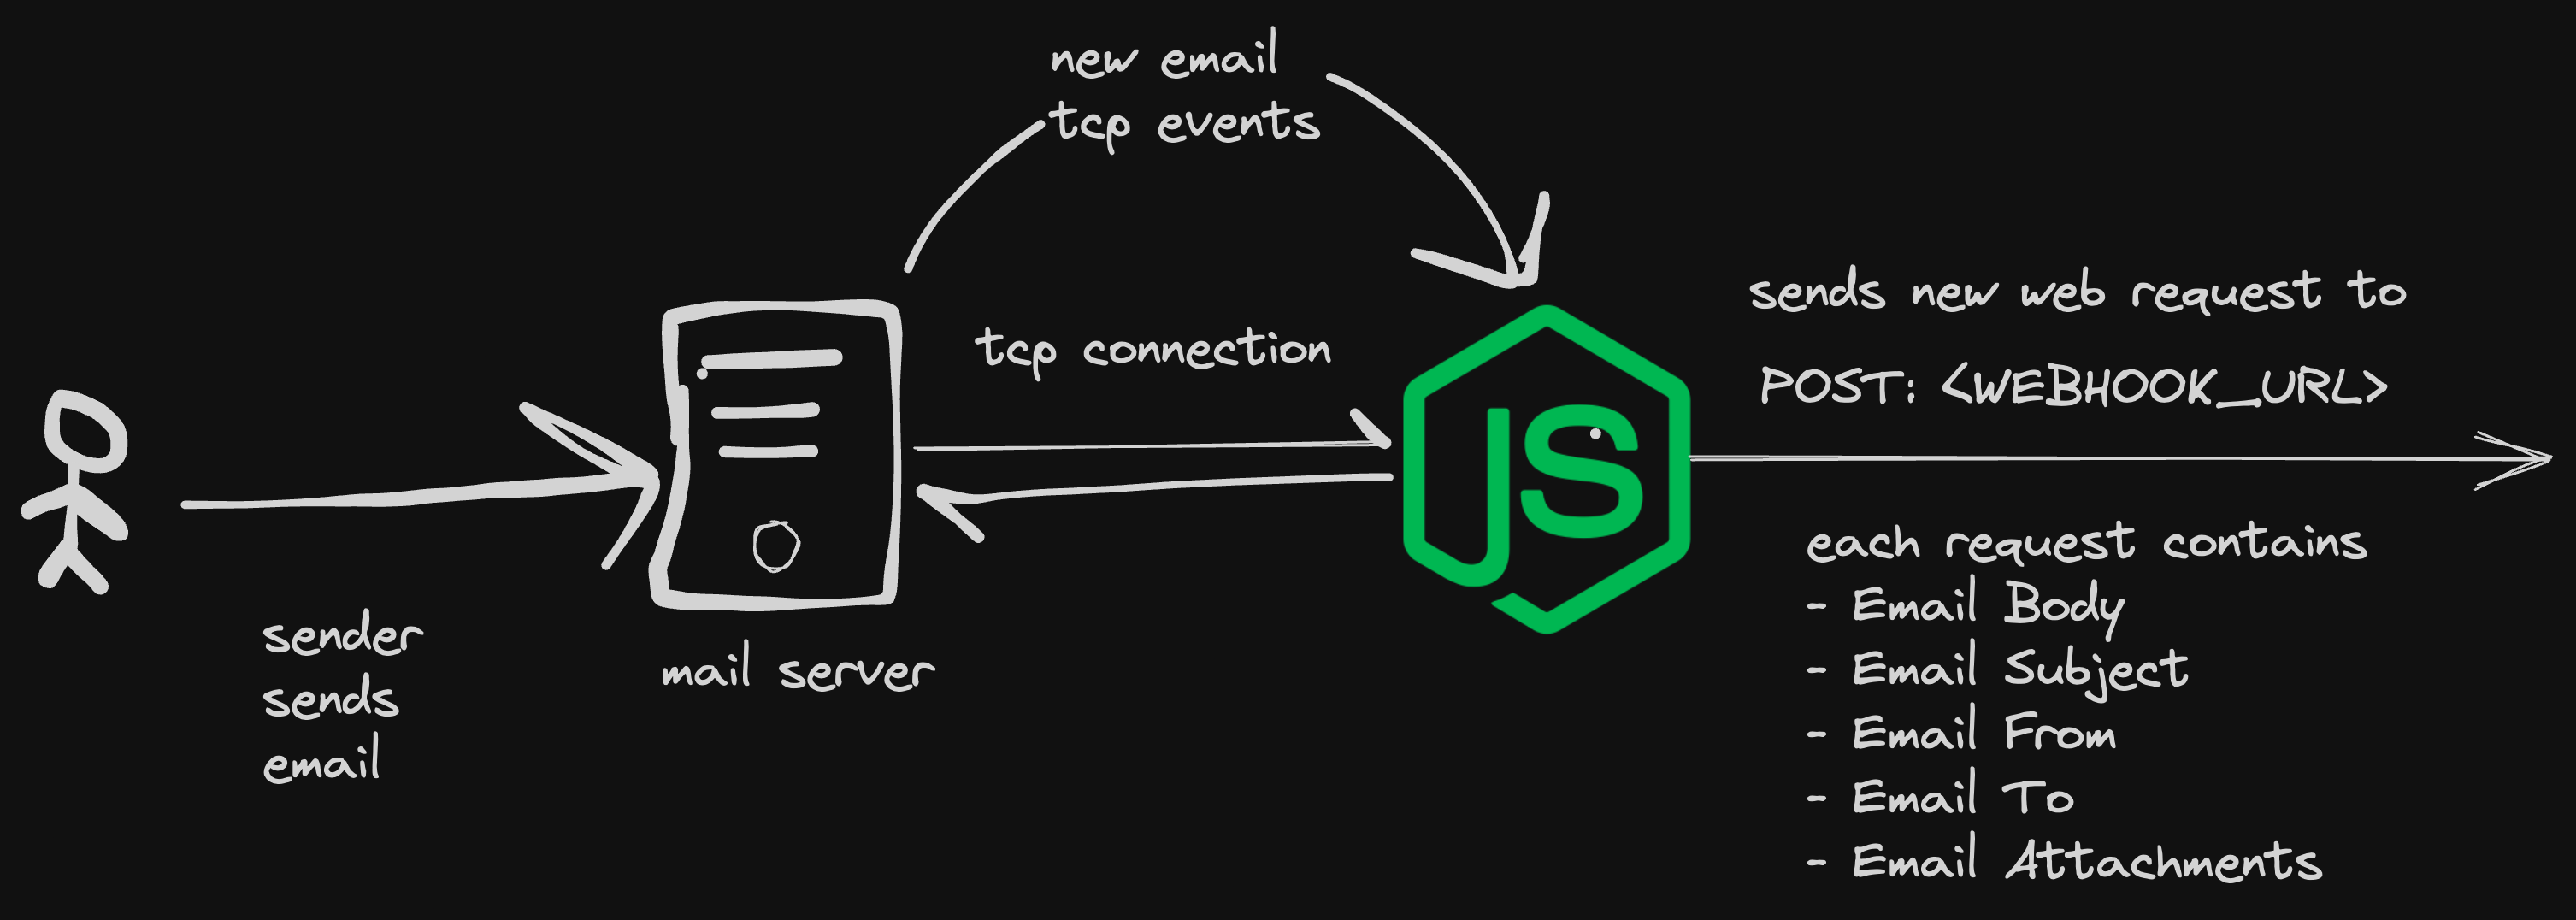 new email
tcp events
sends new web request to
tcp connection
POST: <WEBHOOK_URL>
JS
each request contains
- Email Body
sender
- Email Subject
mail server
sends
- Email From
email
- Email To
- Email Attachments